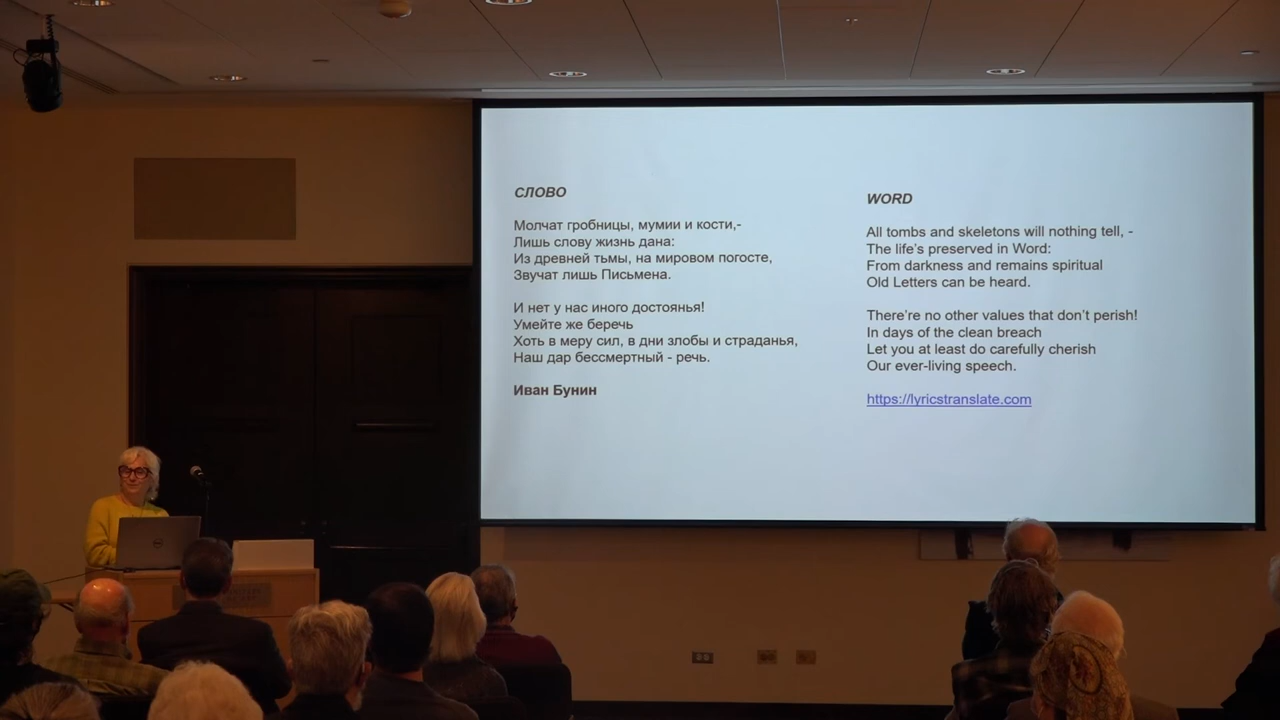 СЛОВО
Молчат гробницы, мумии и кости,-
Лишь слову жизнь дана:
Из древней тьмы, на мировом погосте,
Звучат лишь Письмена.
И нет у нас иного достоянья!
Умейте же беречь
Хоть в меру сил, в дни злобы и страданья,
Наш дар бессмертный - речь.
Иван Бунин
WORD
All tombs and skeletons will nothing tell, -
The life's preserved in Word:
From darkness and remains spiritual
Old Letters can be heard.
There're no other values that don't perish!
In days of the clean breach
Let you at least do carefully cherish
Our ever-living speech.
https://lyricstranslate.com